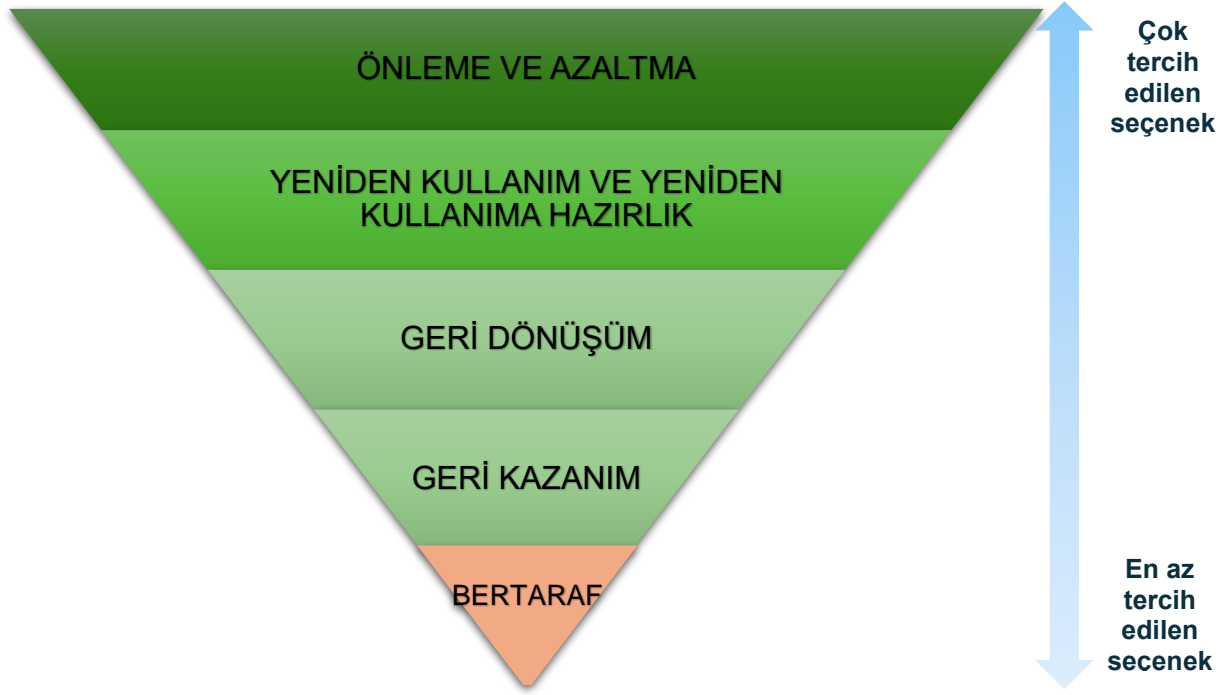 ÖNLEME VE AZALTMA
YENİDEN KULLANIM VE YENİDEN
KULLANIMA HAZIRLIK
GERİ DÖNÜŞÜM
GERİ KAZANIM
BERTARAF
Çok
tercih
edilen
seçenek
En az
tercih
edilen
secenek